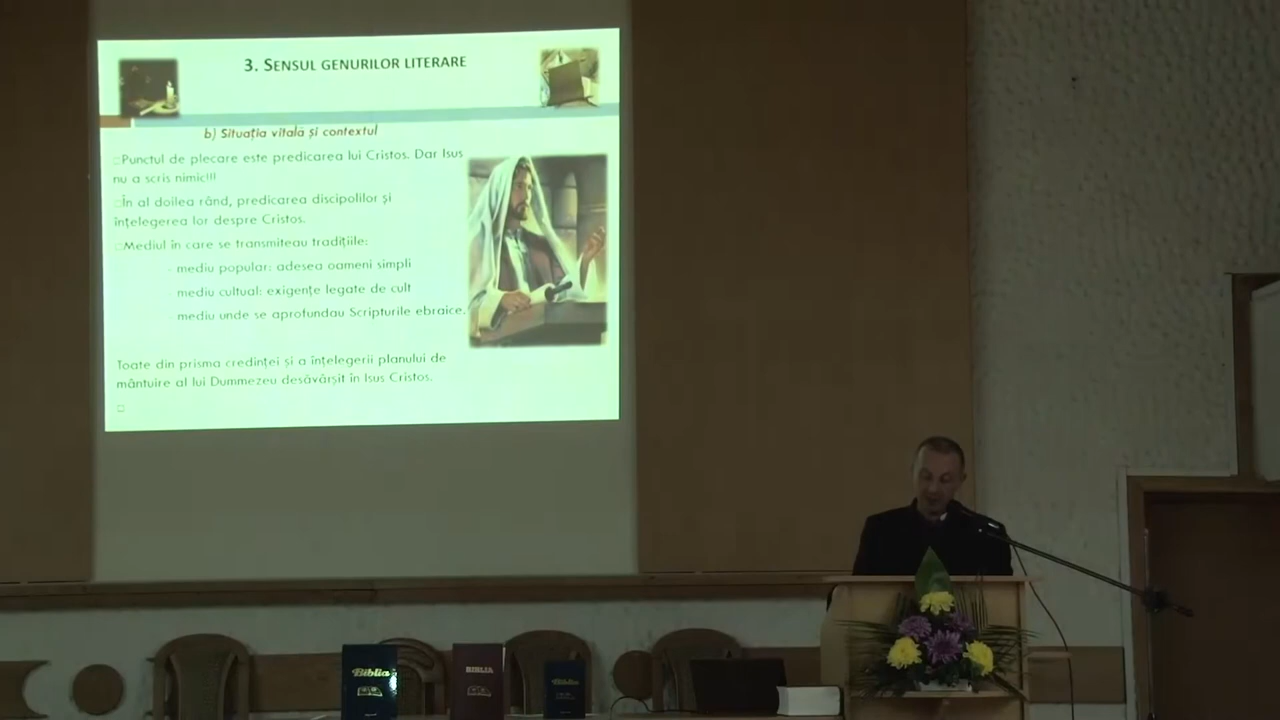 3. SENSUL GENURILOR LITERARE
b) Situația vitală și contextul
Punctul de plecare este predicarea lui Cristos. Dar Isus
nu a scris nimic!!!
În al doilea rând, predicarea discipolilor și
înțelegerea lor despre Cristos.
Mediul în care se transmiteau tradițiile:
- mediu popular: adesea oameni simpli
- mediu cultual: exigențe legate de cult
- mediu unde se aprofundau Scripturile ebraice.
Toate din prisma credinței și a înțelegerii planului de
mântuire al lui Dummezeu desăvârșit în Isus Cristos.
Biblia
BIBLIA
Biblia